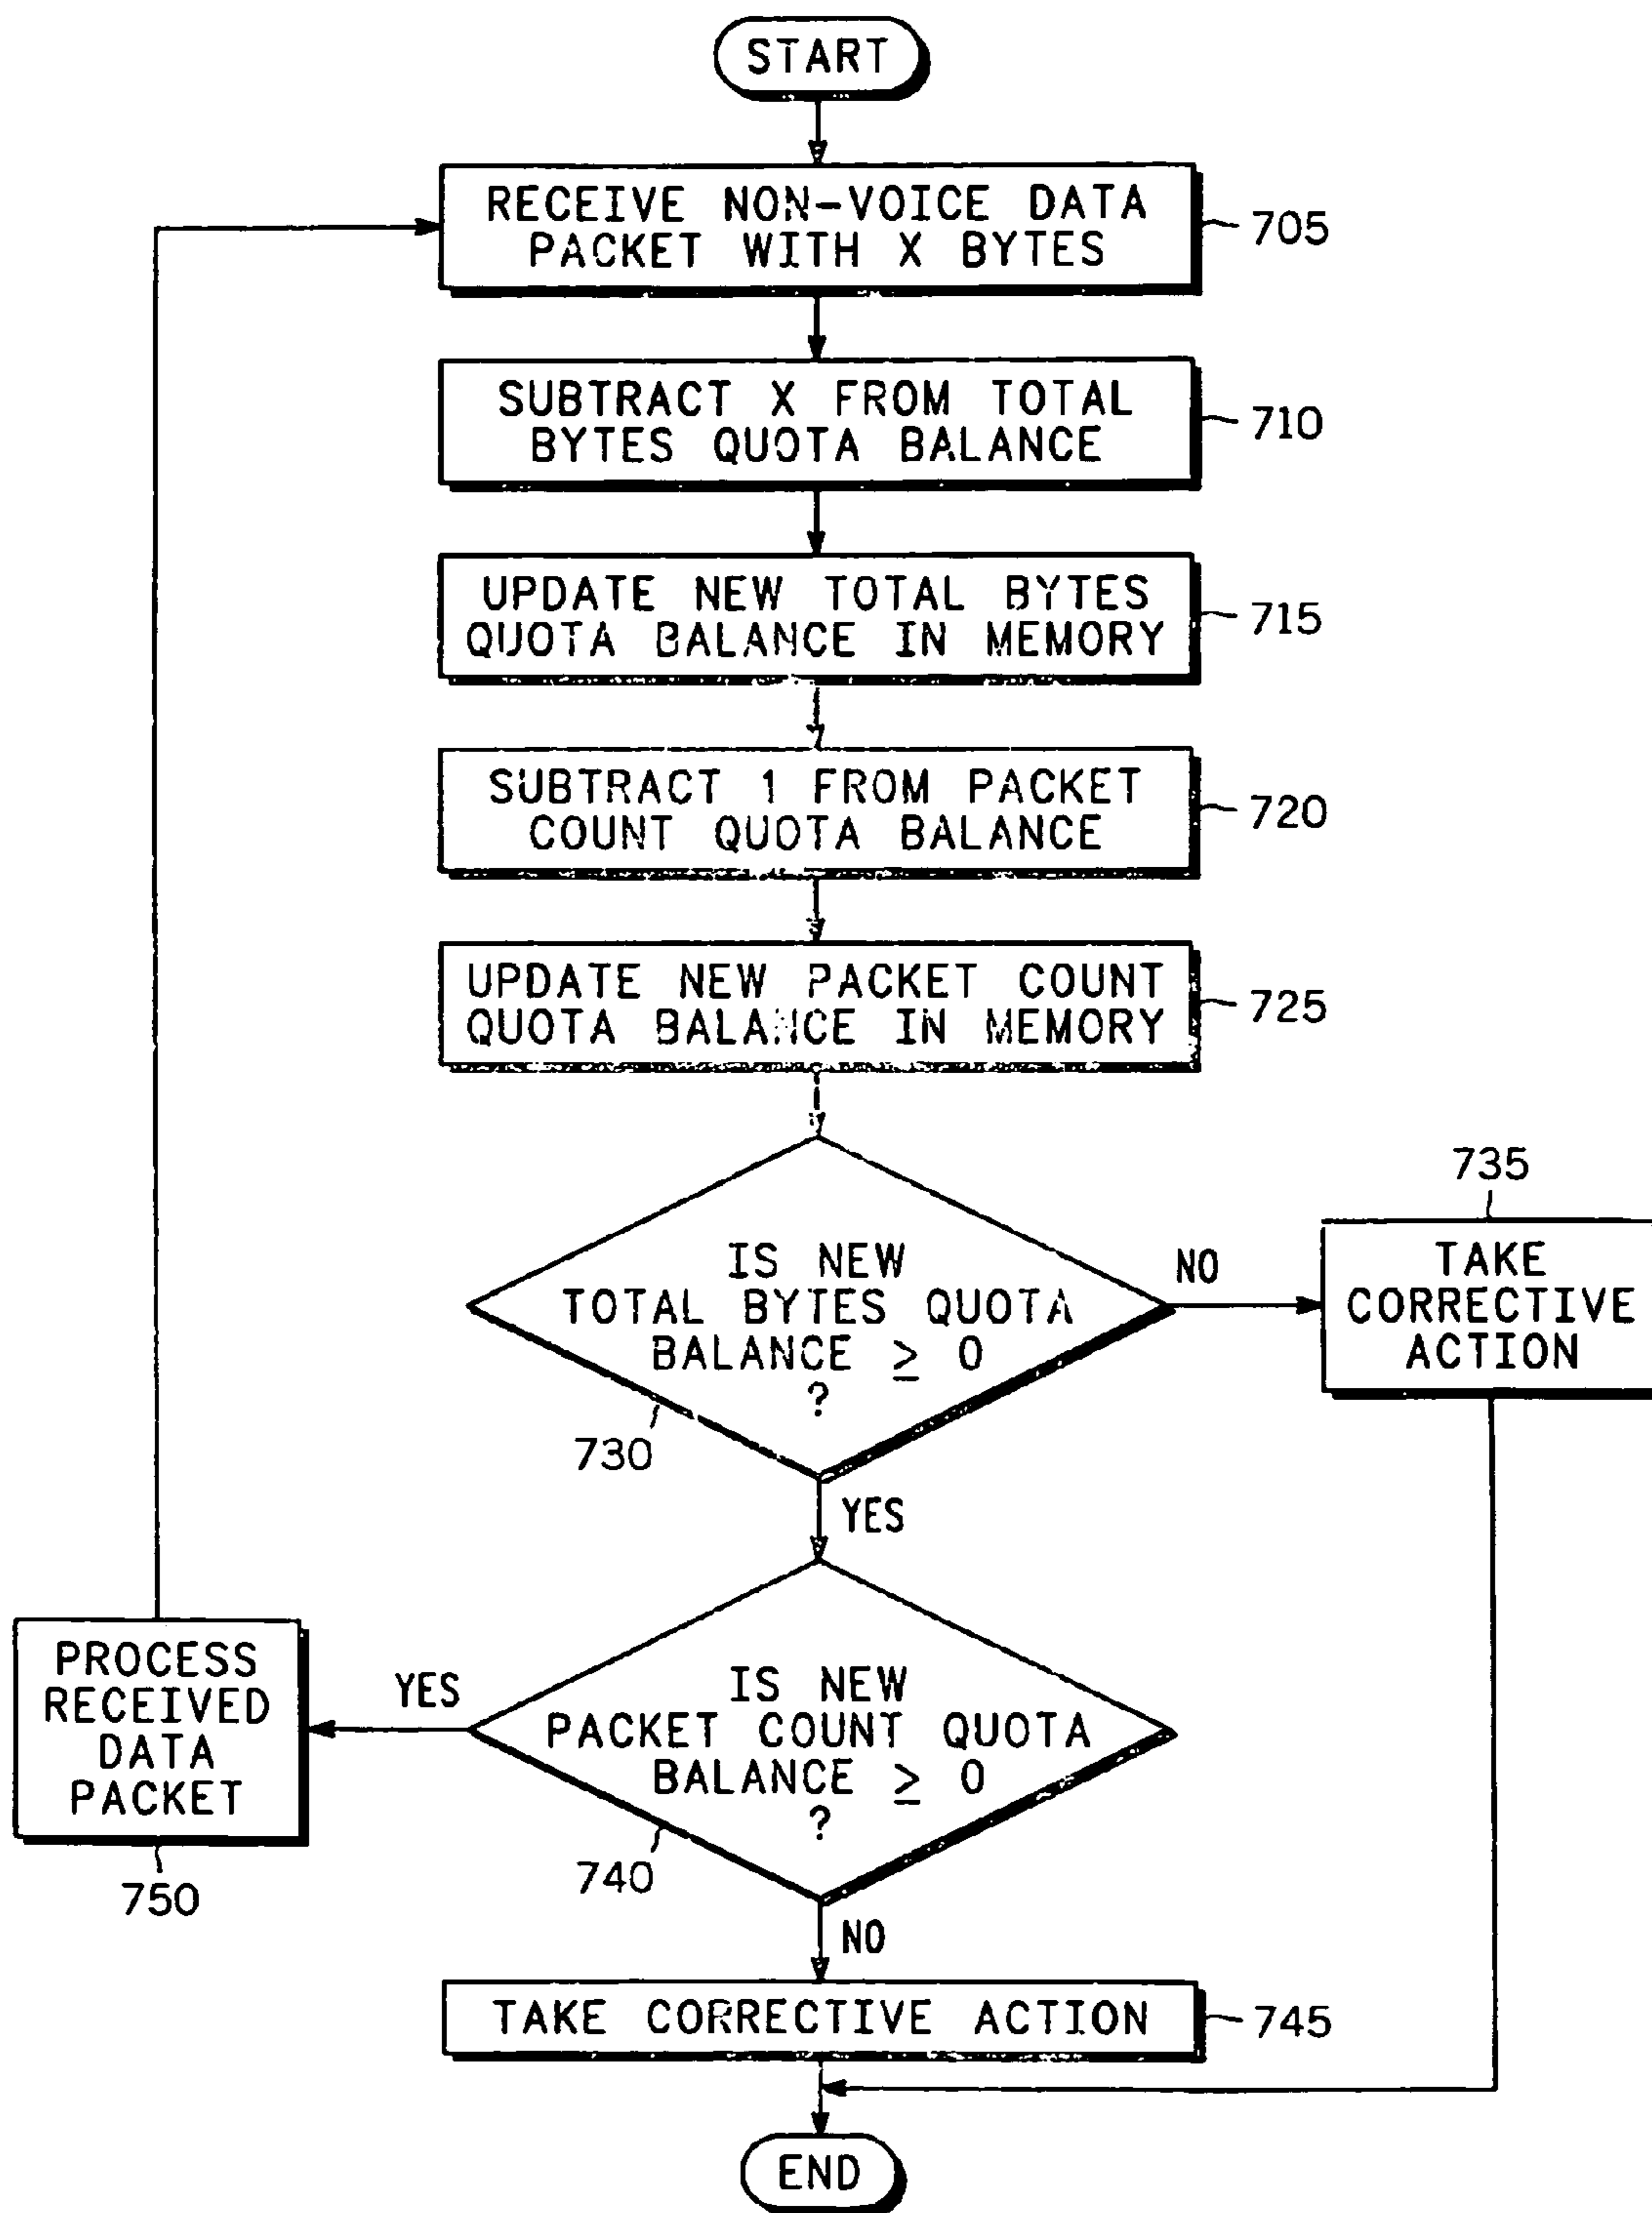 START
RECEIVE NON-VOICE DATA
PACKET WITH X BYTES
705
SUBTRACT X FROM TOTAL
BYTES QUOTA BALANCE
710
UPDATE NEW TOTAL BYTES
QUOTA BALANCE IN MEMORY
715
SUBTRACT 1 FROM PACKET
COUNT QUOTA BALANCE
720
UPDATE NEW PACKET COUNT
QUOTA BALANCE IN MEMORY
725
IS NEW
TOTAL BYTES QUOTA
BALANCE ≥ 0
?
730
NO
735
TAKE
CORRECTIVE
ACTION
YES
IS NEW
PACKET COUNT QUOTA
BALANCE ≥ 0
?
740
YES
PROCESS
RECEIVED
DATA
PACKET
750
NO
TAKE CORRECTIVE ACTION
745
END